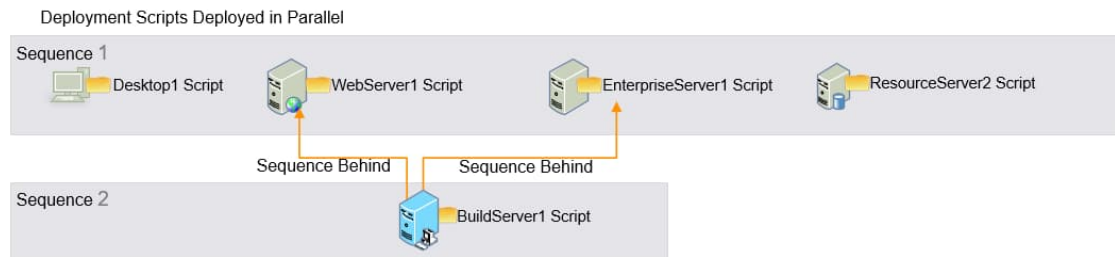 Deployment Scripts Deployed in Parallel
Sequence 1
Desktop1 Script
WebServer1 Script
EnterpriseServer1 Script
ResourceServer2 Script
Sequence Behind
Sequence Behind
Sequence 2
BuildServer1 Script